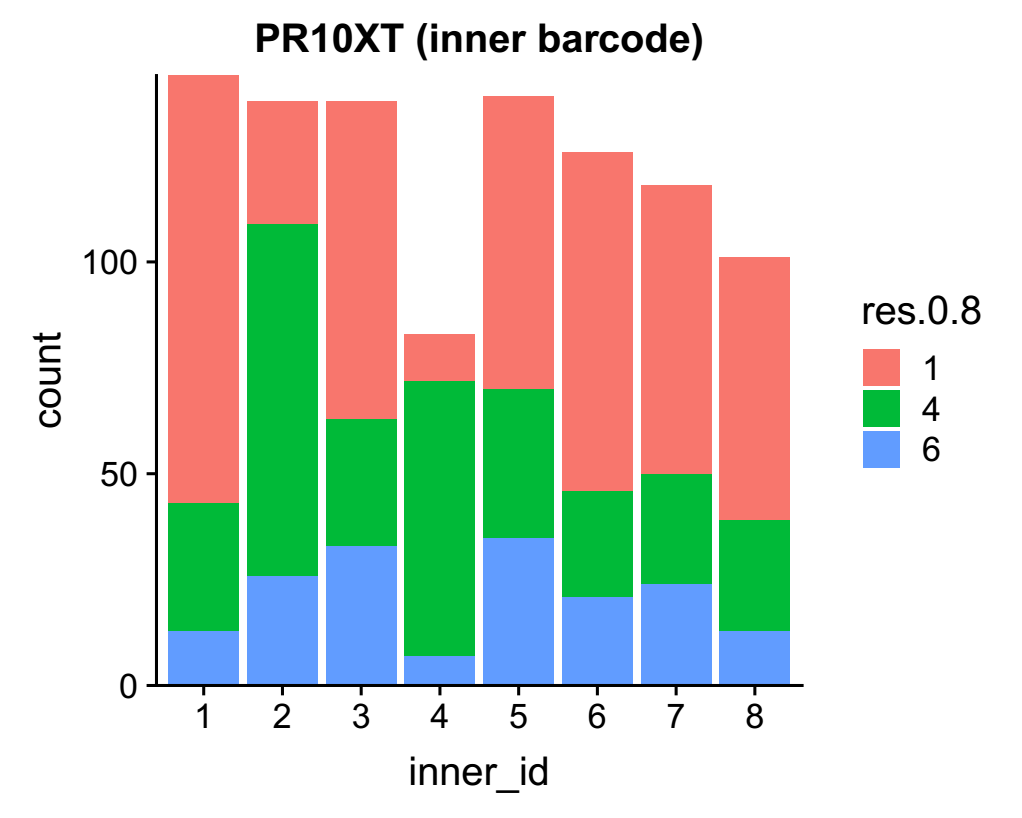 PR10XT (inner barcode)
count
100
50
0
1 2 3 4 5 6 7 8
inner_id
res.0.8
1
4
6